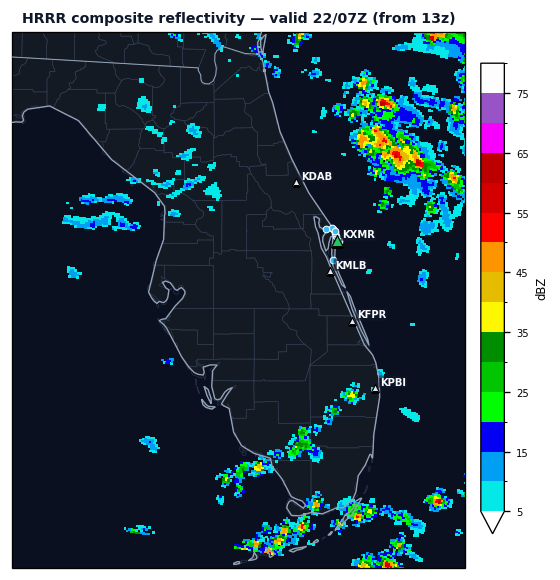 HRRR composite reflectivity — valid 22/07Z (from 13z)
KDAB
KXMR
KMLB
KFPR
KPBI
75
65
55
45
35
25
15
5
dBZ